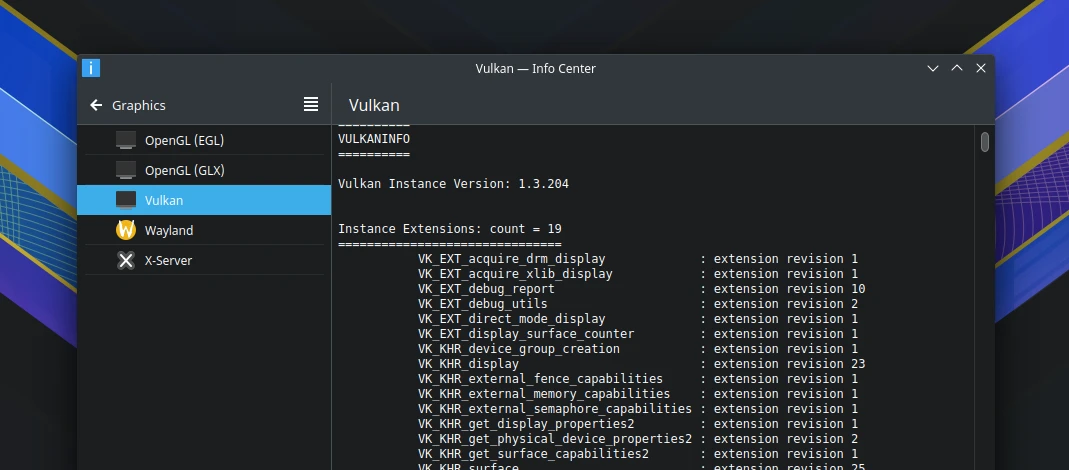 Vulkan — Info Center
Graphics
Vulkan
OpenGL (EGL)
OpenGL (GLX)
Vulkan
Wayland
X-Server
==========
VULKANINFO
==========
Vulkan Instance Version: 1.3.204
Instance Extensions: count = 19
===============================
VK_EXT_acquire_drm_display : extension revision 1
VK_EXT_acquire_xlib_display : extension revision 1
VK_EXT_debug_report : extension revision 10
VK_EXT_debug_utils : extension revision 2
VK_EXT_direct_mode_display : extension revision 1
VK_EXT_display_surface_counter : extension revision 1
VK_KHR_device_group_creation : extension revision 1
VK_KHR_display : extension revision 23
VK_KHR_external_fence_capabilities : extension revision 1
VK_KHR_external_memory_capabilities : extension revision 1
VK_KHR_external_semaphore_capabilities : extension revision 1
VK_KHR_get_display_properties2 : extension revision 1
VK_KHR_get_physical_device_properties2 : extension revision 2
VK_KHR_get_surface_capabilities2 : extension revision 1
VK_KHR_surface : extension revision 25